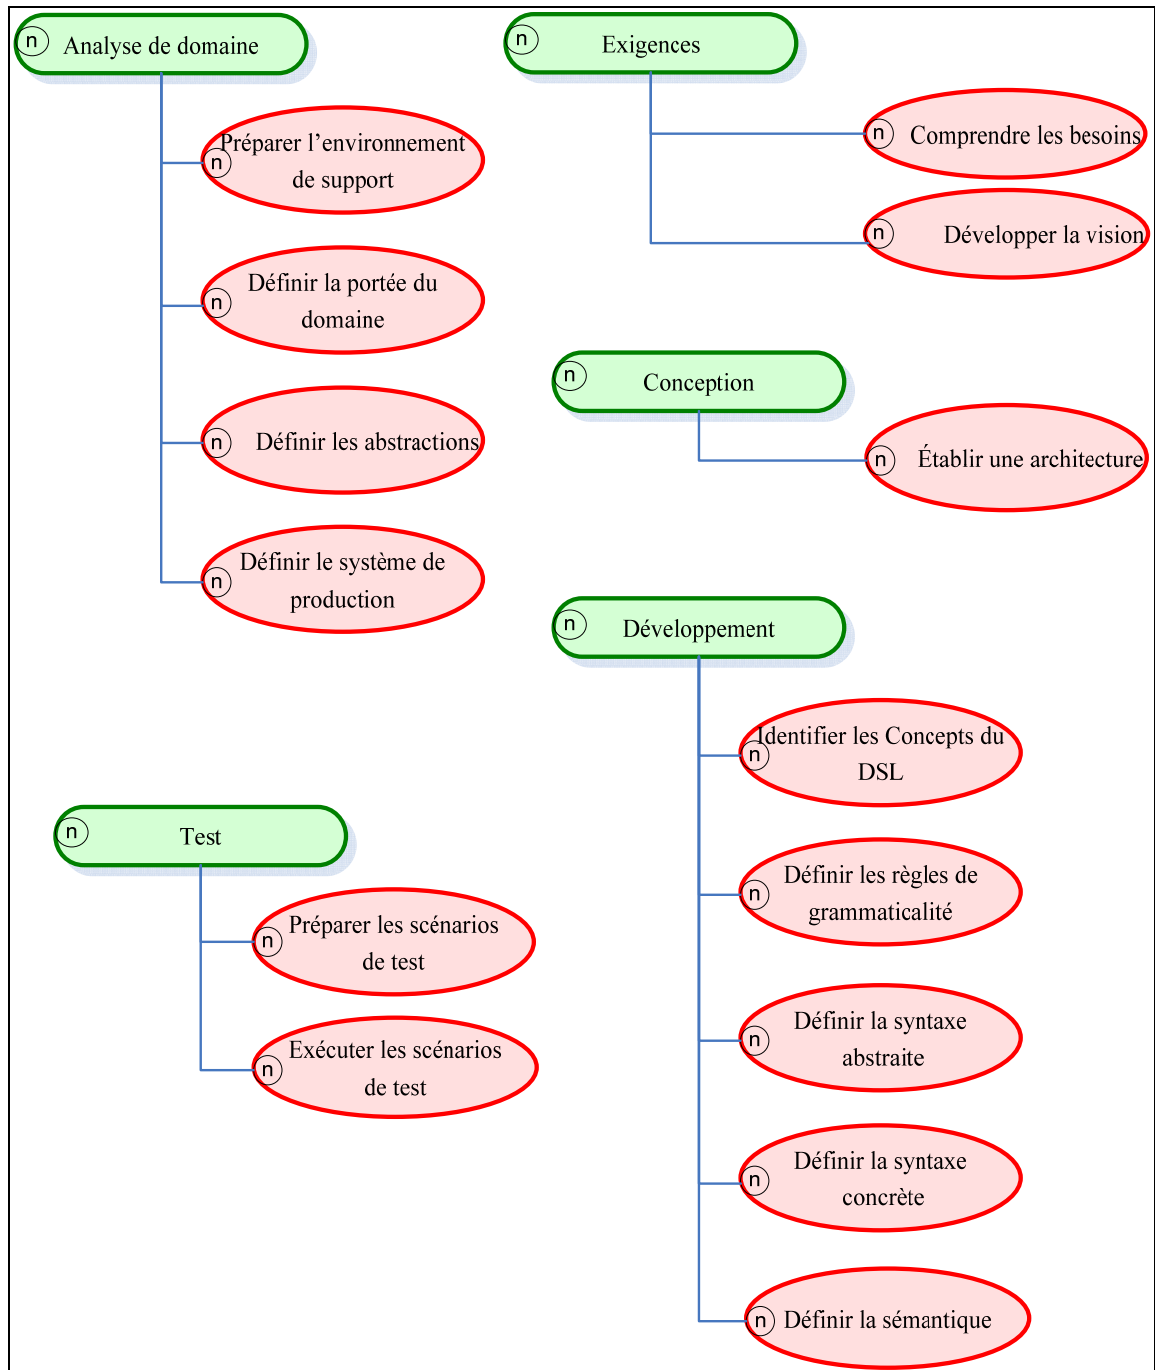 n
Analyse de domaine
n
Préparer l’environnement
de support
n
Définir la portée du
domaine
n
Définir les abstractions
n
Définir le système de
production
n
Exigences
n
Comprendre les besoins
n
Développer la vision
n
Conception
n
Établir une architecture
n
Développement
n
Identifier les Concepts du
DSL
n
Définir les règles de
grammaticalité
n
Définir la syntaxe
abstraite
n
Définir la syntaxe
concrète
n
Définir la sémantique
n
Test
n
Préparer les scénarios
de test
n
Exécuter les scénarios
de test